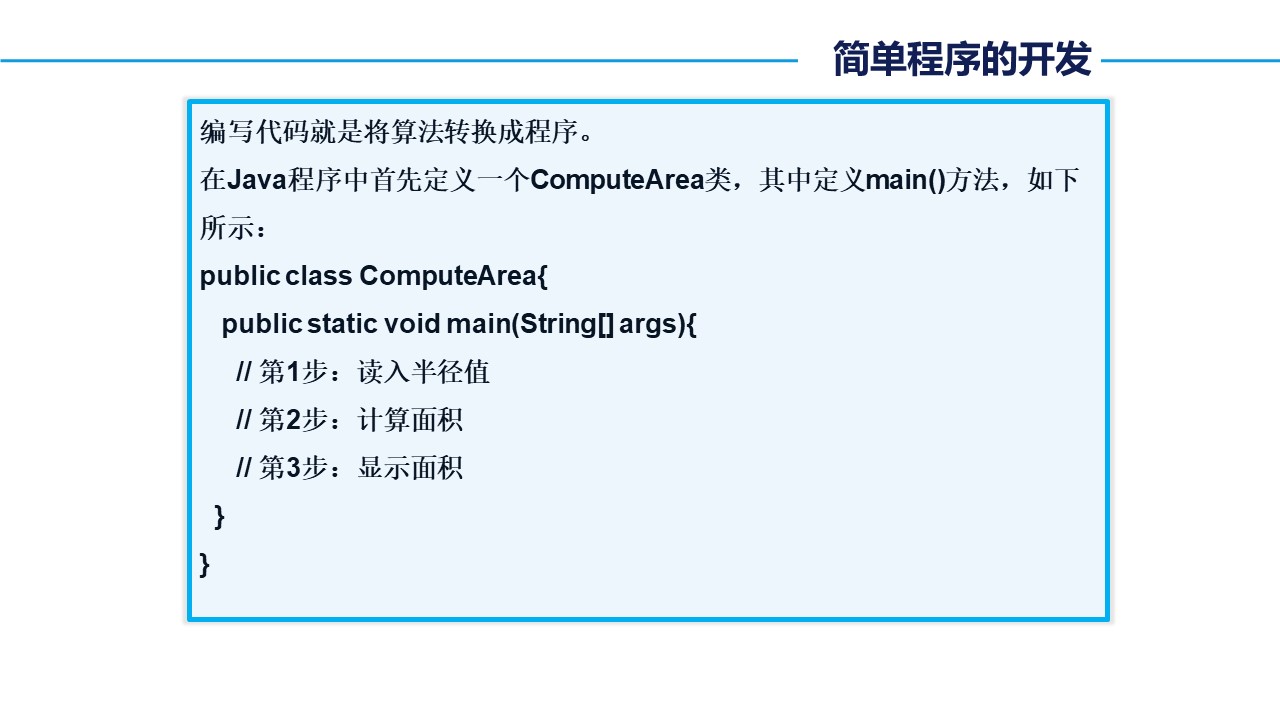 简单程序的开发
编写代码就是将算法转换成程序。
在Java程序中首先定义一个ComputeArea类，其中定义main()方法，如下
所示：
public class ComputeArea{
public static void main(String[] args){
// 第1步：读入半径值
// 第2步：计算面积
// 第3步：显示面积
}
}